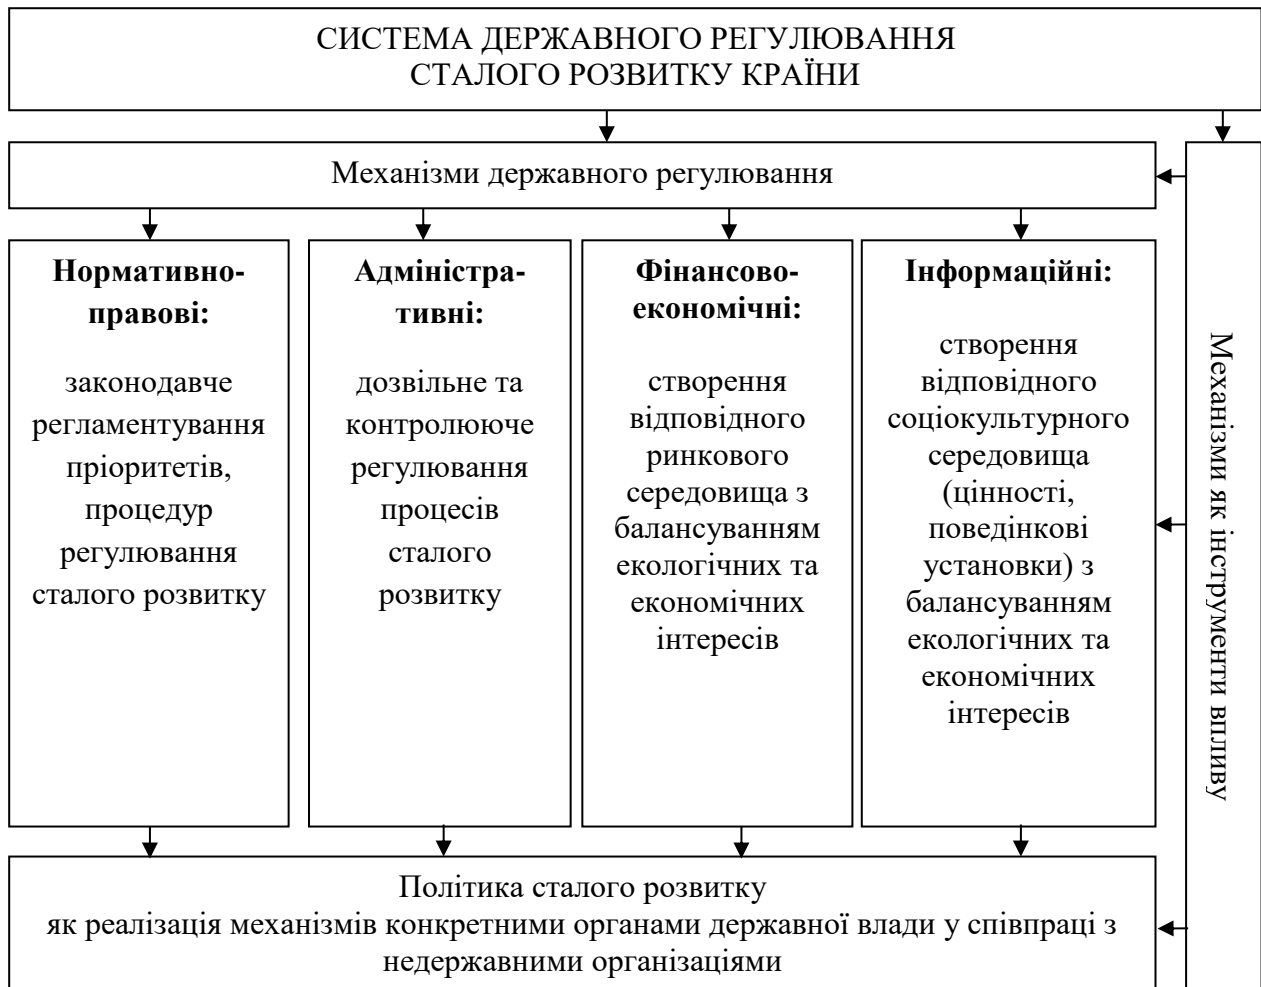 СИСТЕМА ДЕРЖАВНОГО РЕГУЛЮВАННЯ
СТАЛОГО РОЗВИТКУ КРАЇНИ
Механізми державного регулювання
Нормативно-
правові:
законодавче
регламентування
пріоритетів,
процедур
регулювання
сталого розвитку
Адміністра-
тивні:
дозвільне та
контролююче
регулювання
процесів
сталого
розвитку
Фінансово-
економічні:
створення
відповідного
ринкового
середовища з
балансуванням
екологічних та
економічних
інтересів
Інформаційні:
створення
відповідного
соціокультурного
середовища
(цінності,
поведінкові
установки) з
балансуванням
екологічних та
економічних
інтересів
Механізми як інструменти впливу
Політика сталого розвитку
як реалізація механізмів конкретними органами державної влади у співпраці з
недержавними організаціями